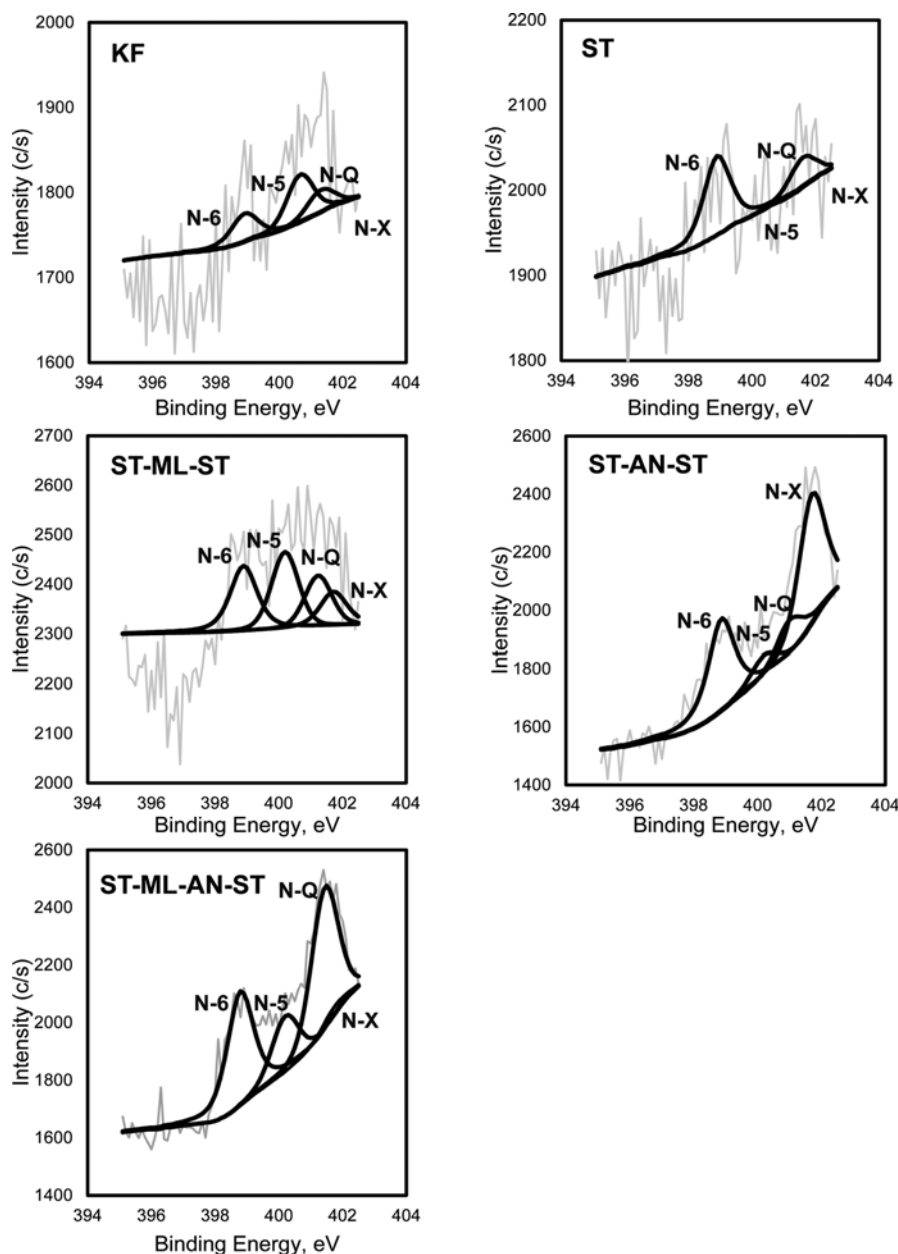 KF
Intensity (c/s)
2000
1900
1800
1700
1600
N-6
N-5
N-Q
N-X
394 396 398 400 402 404
Binding Energy, eV
ST
Intensity (c/s)
2200
2100
2000
1900
1800
N-6
N-Q
N-X
N-5
394 396 398 400 402 404
Binding Energy, eV
ST-ML-ST
Intensity (c/s)
2700
2600
2500
2400
2300
2200
2100
2000
N-6
N-5
N-Q
N-X
394 396 398 400 402 404
Binding Energy, eV
ST-AN-ST
Intensity (c/s)
2600
2400
2200
2000
1800
1600
1400
N-X
N-Q
N-6
N-5
394 396 398 400 402 404
Binding Energy, eV
ST-ML-AN-ST
Intensity (c/s)
2600
2400
2200
2000
1800
1600
1400
N-Q
N-6
N-5
N-X
394 396 398 400 402 404
Binding Energy, eV